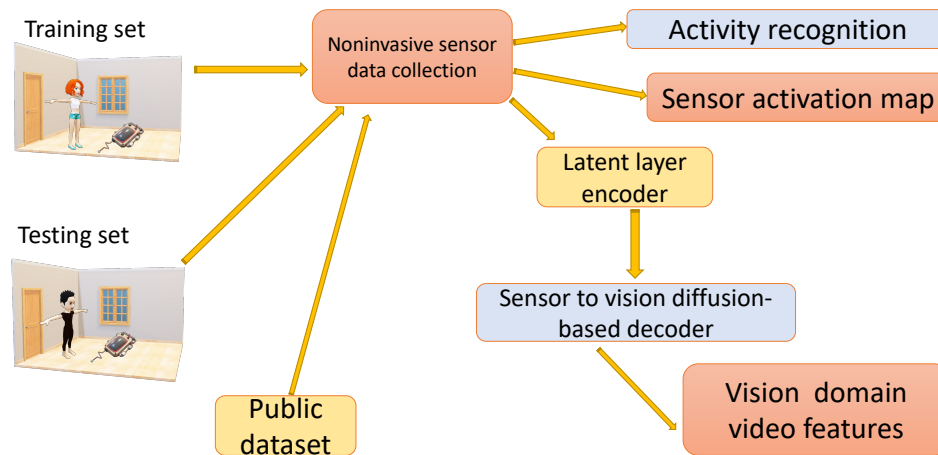 Training set
Noninvasive sensor
data collection
Activity recognition
Sensor activation map
Latent layer
encoder
Testing set
Sensor to vision diffusion-
based decoder
Public
dataset
Vision domain
video features